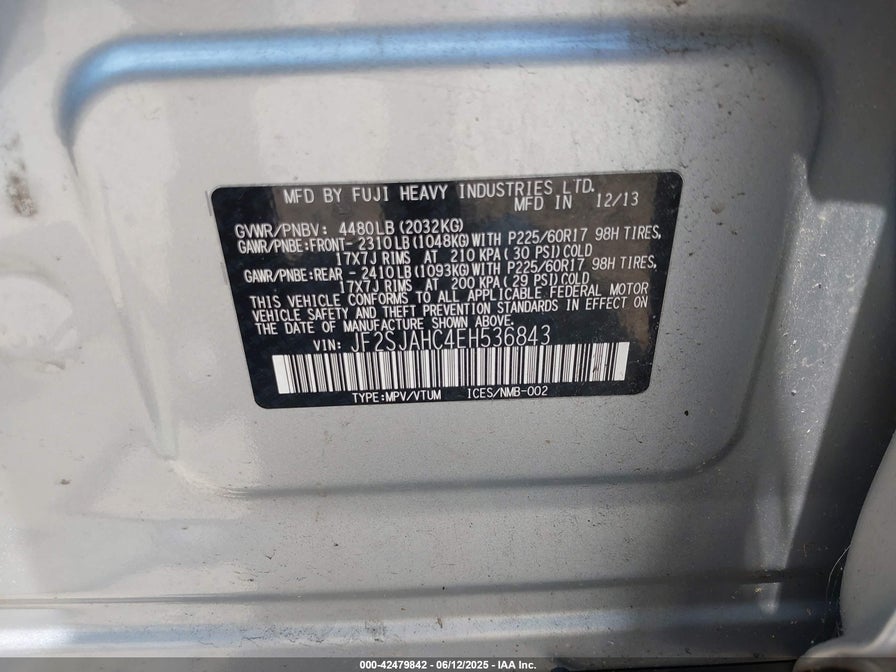 MFD BY FUJI HEAVY INDUSTRIES LTD.
MFD IN 12/13
GVWR/PNBV: 4480LB (2032KG)
GAWR/PNBE:FRONT- 2310LB (1048KG) WITH P225/60R17 98H TIRES,
17X7J RIMS AT 210 KPA ( 30 PSI) COLD
GAWR/PNBE:REAR - 2410LB (1093KG) WITH P225/60R17 98H TIRES,
17X7J RIMS AT 200 KPA (29 PSI) COLD
THIS VEHICLE CONFORMS TO ALL APPLICABLE FEDERAL MOTOR
VEHICLE SAFETY AND THEFT PREVENTION STANDARDS IN EFFECT ON
THE DATE OF MANUFACTURE SHOWN ABOVE.
VIN: JF2SJAHC4EH536843
TYPE:MPV/VTUM ICES/NMB-002
000-42479842 - 06/12/2025 - IAA Inc.